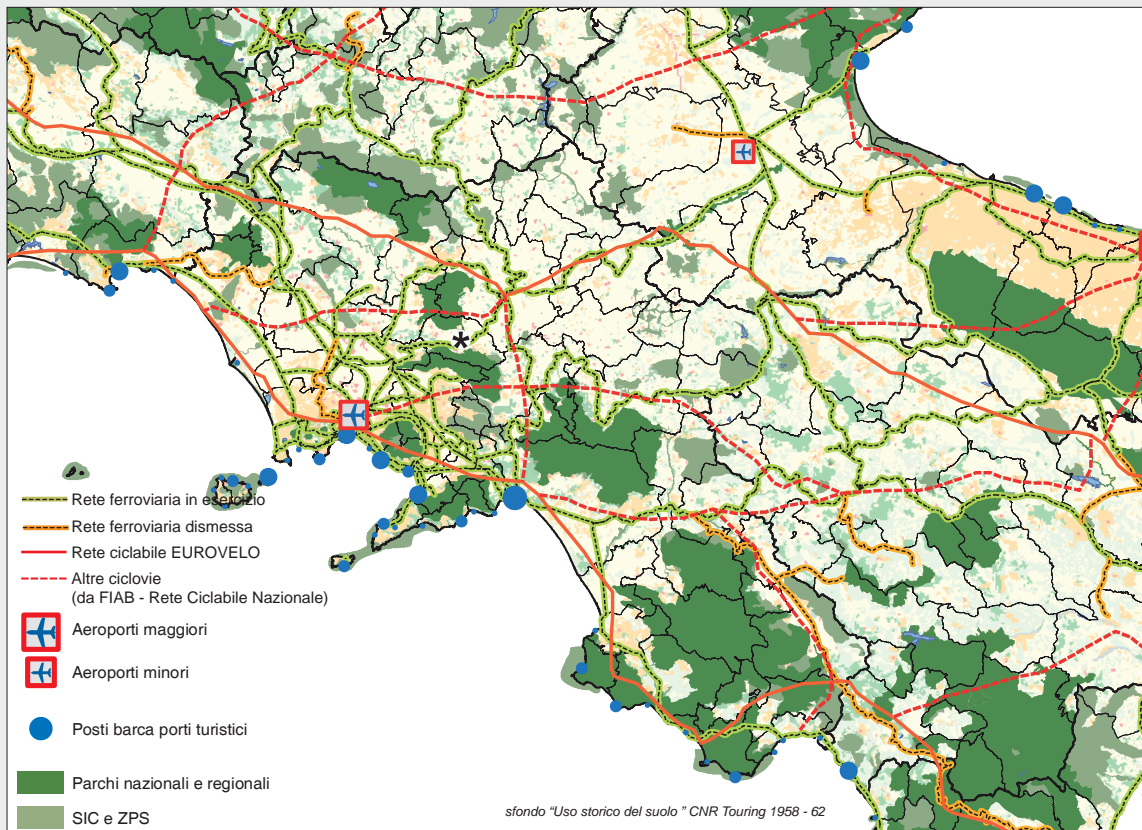 Rete ferroviaria in esercizio
Rete ferroviaria dismessa
Rete ciclabile EUROVELO
Altre ciclovie
(da FIAB - Rete Ciclabile Nazionale)
Aeroporti maggiori
Aeroporti minori
Posti barca porti turistici
Parchi nazionali e regionali
SIC e ZPS
sfondo “Uso storico del suolo ” CNR Touring 1958 - 62